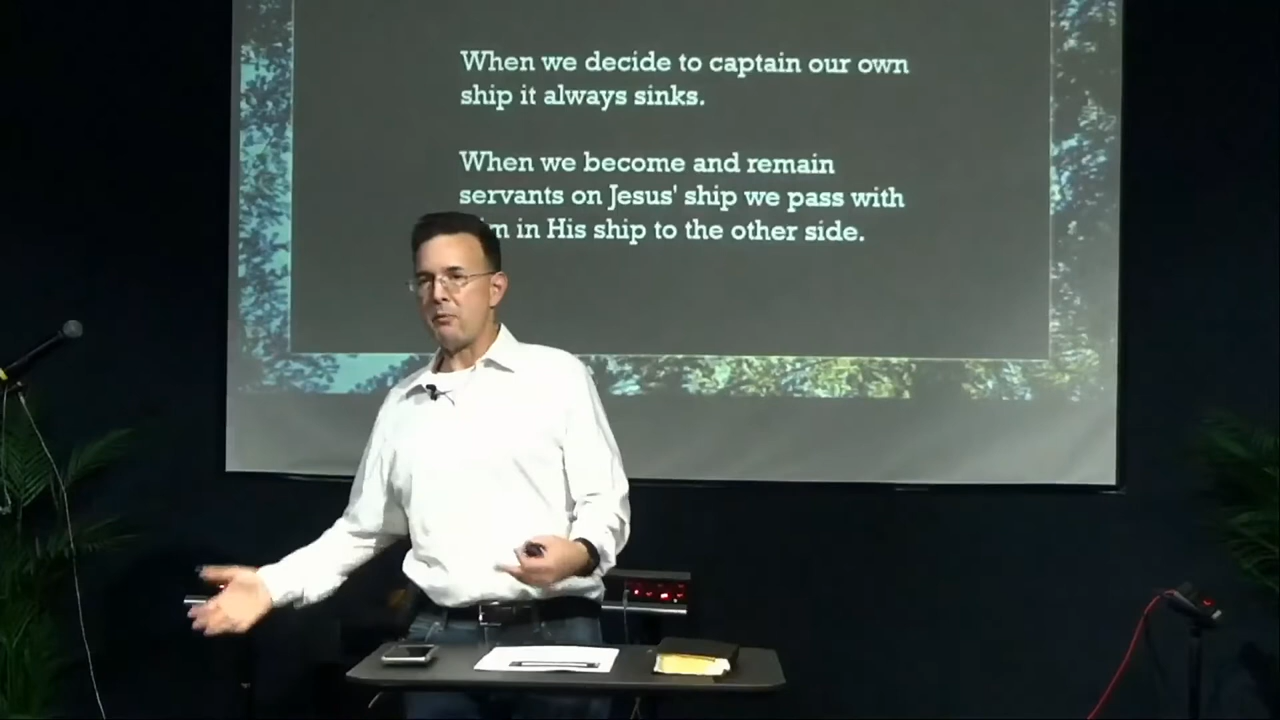 When we decide to captain our own
ship it always sinks.
When we become and remain
servants on Jesus' ship we pass with
in His ship to the other side.